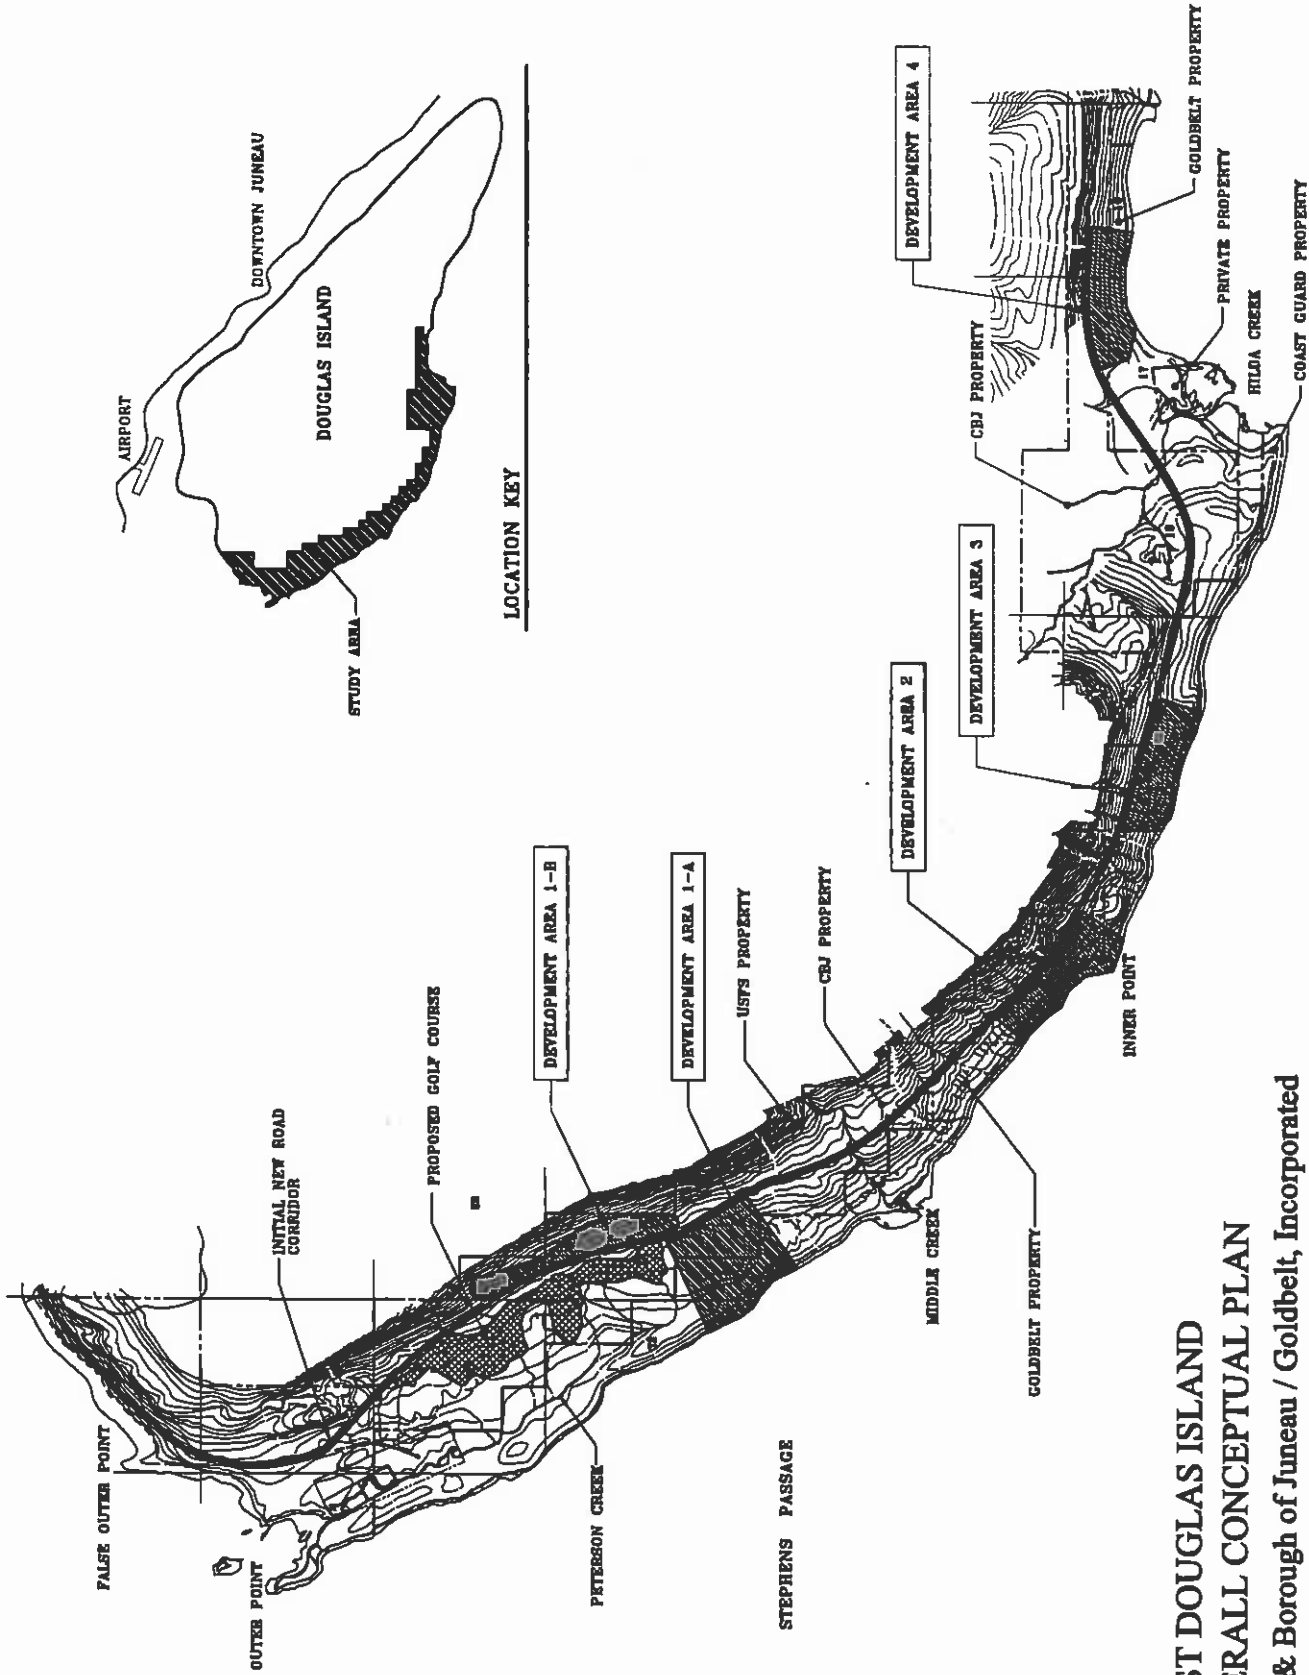 AIRPORT
DOWNTOWN JUNEAU
DOUGLAS ISLAND
STUDY AREA
LOCATION KEY
FALSE OUTER POINT
OUTER POINT
INITIAL NEW ROAD
CORRIDOR
PROPOSED GOLF COURSE
DEVELOPMENT AREA 1-B
DEVELOPMENT AREA 1-A
USFS PROPERTY
CBJ PROPERTY
DEVELOPMENT AREA 2
DEVELOPMENT AREA 3
CBJ PROPERTY
DEVELOPMENT AREA 4
GOLDBELT PROPERTY
PRIVATE PROPERTY
HILDA CREEK
COAST GUARD PROPERTY
17
18
PETERSON CREEK
STEPHENS PASSAGE
MIDDLE CREEK
GOLDBELT PROPERTY
INNER POINT
ST DOUGLAS ISLAND
ERALL CONCEPTUAL PLAN
& Borough of Juneau / Goldbelt, Incorporated